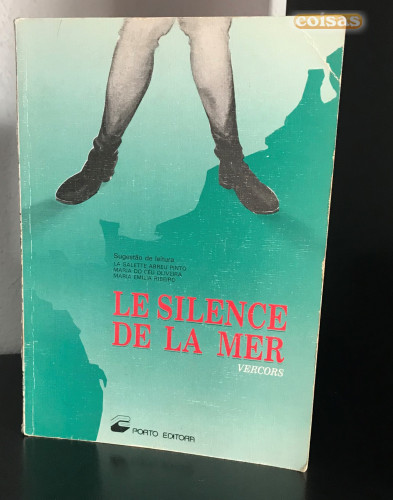 coisas
Sugestão de leitura
LA SALETTE ABREU PINTO
MARIA DO CÉU OLIVEIRA
MARIA EMÍLIA RIBEIRO
LE SILENCE
DE LA MER
VERCORS
PORTO EDITORA